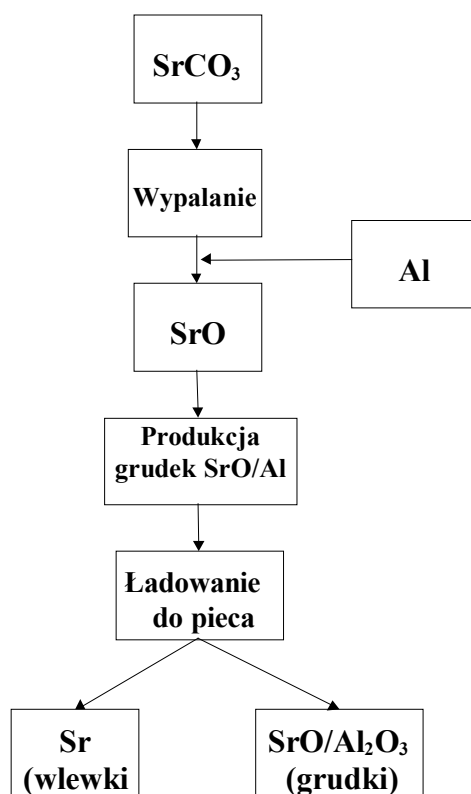 SrCO₃
Wypalanie
Al
SrO
Produkcja
grudek SrO/Al
Ładowanie
do pieca
Sr
(wlewki
SrO/Al₂O₃
(grudki)